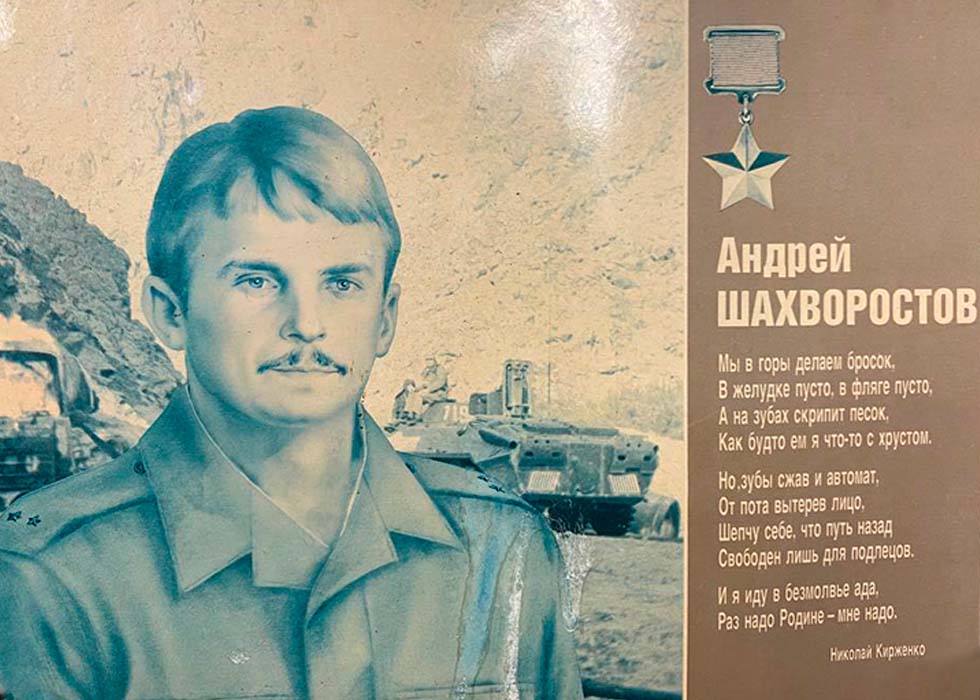 719
Андрей
ШАХВОРОСТОВ
Мы в горы делаем бросок,
В желудке пусто, в фляге пусто,
А на зубах скрипит песок,
Как будто ем я что-то с хрустом.
Но,зубы сжав и автомат,
От пота вытерев лицо,
Шепчу себе, что путь назад
Свободен лишь для подлецов.
И я иду в безмолвье ада,
Раз надо Родине – мне надо.
Николай Кирженко